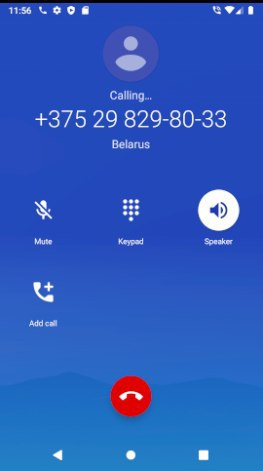 11:56
Calling...
+375 29 829-80-33
Belarus
Mute
Keypad
Speaker
Add call